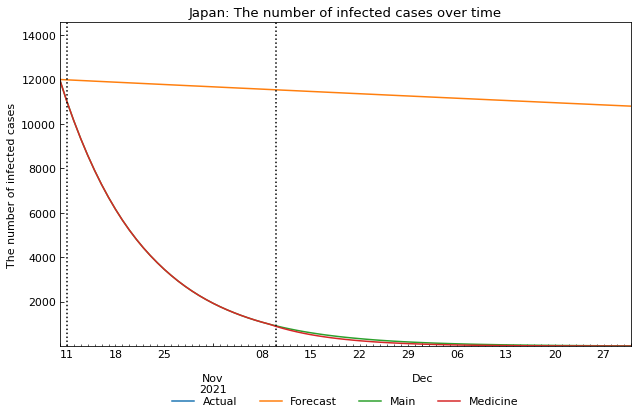 Japan: The number of infected cases over time
14000
12000
10000
8000
6000
4000
2000
The number of infected cases
11 18 25 08 15 22 29 06 13 20 27
Nov Dec
2021
Actual Forecast Main Medicine